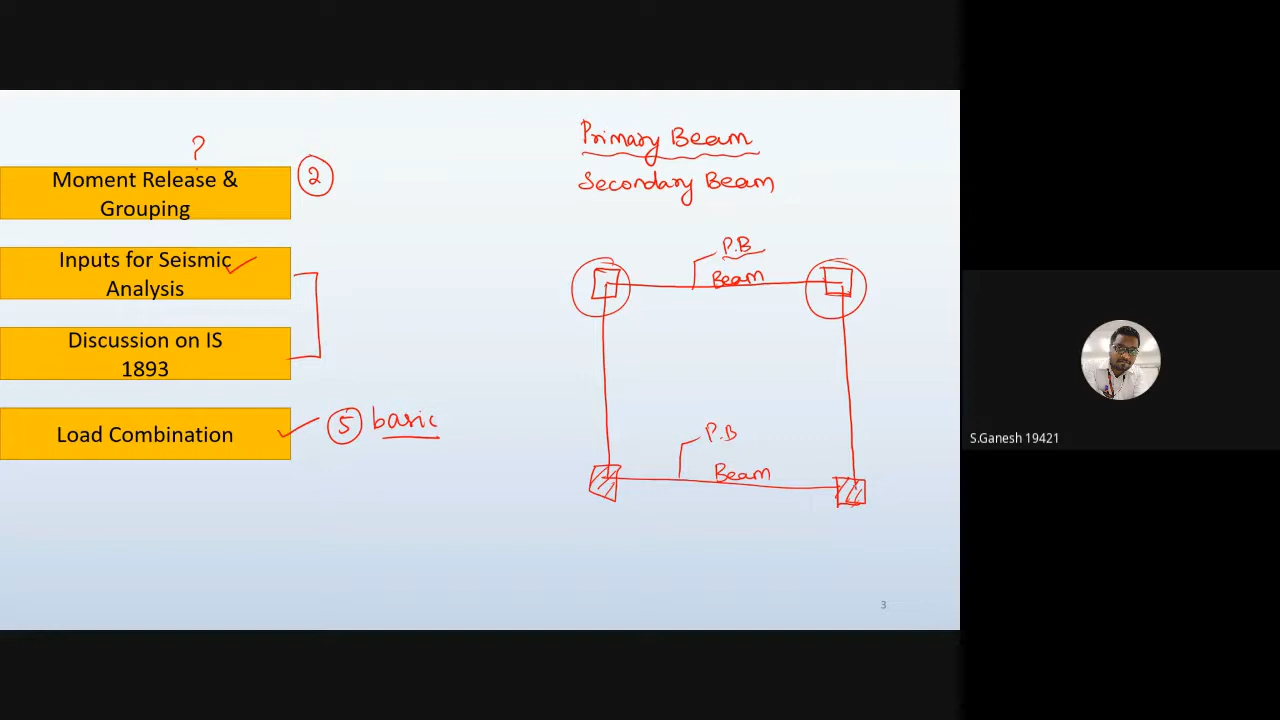 ?
Moment Release &
Grouping
2
Inputs for Seismic
Analysis
Discussion on IS
1893
Load Combination
5 basic
Primary Beam
Secondary Beam
P.B
Beam
P.B
Beam
3
S.Ganesh 19421